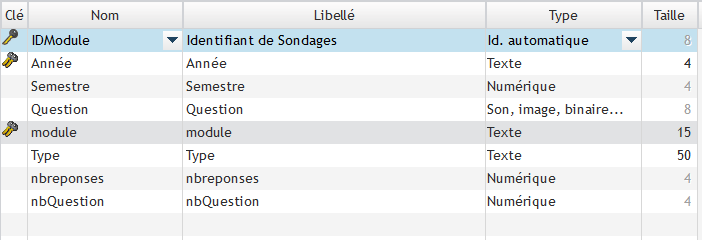 Clé Nom Libellé Type Taille
IDModule Identifiant de Sondages Id. automatique 8
Année Année Texte 4
Semestre Semestre Numérique 4
Question Question Son, image, binaire... 8
module module Texte 15
Type Type Texte 50
nbreponses nbreponses Numérique 4
nbQuestion nbQuestion Numérique 4